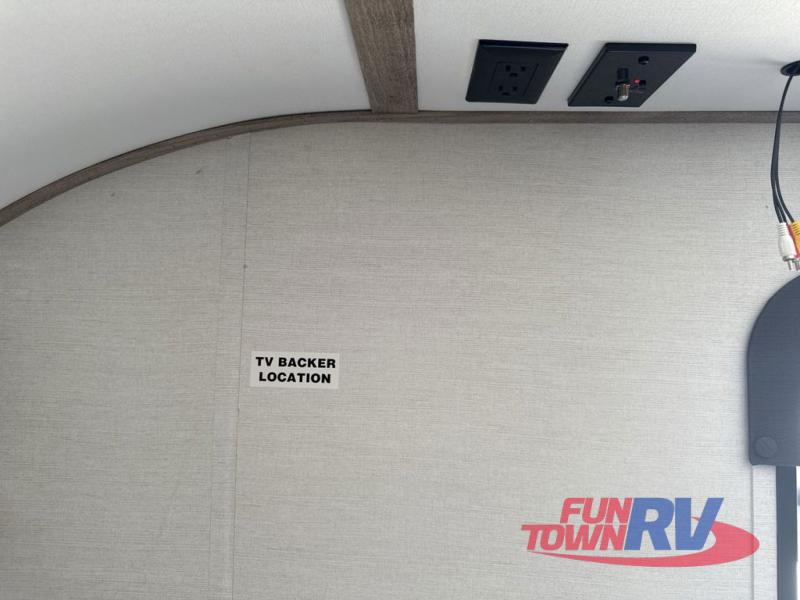 TV BACKER
LOCATION
FUN
TOWN RV